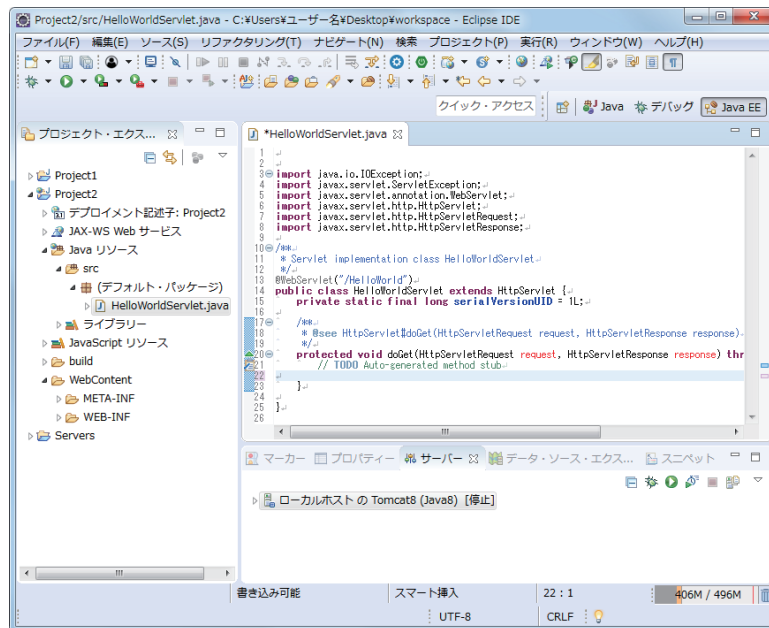 Project2/src/HelloWorldServlet.java - C:¥Users¥ユーザー名¥Desktop¥workspace - Eclipse IDE
ファイル(F) 編集(E) ソース(S) リファクタリング(T) ナビゲート(N) 検索 プロジェクト(P) 実行(R) ウィンドウ(W) ヘルプ(H)
クイック・アクセス Java デバッグ Java EE
プロジェクト・エクス...
Project1
Project2
デプロイメント記述子: Project2
JAX-WS Web サービス
Java リソース
src
(デフォルト・パッケージ)
HelloWorldServlet.java
ライブラリー
JavaScript リソース
build
WebContent
META-INF
WEB-INF
Servers
*HelloWorldServlet.java
1
2
3 import java.io.IOException;
4 import javax.servlet.ServletException;
5 import javax.servlet.annotation.WebServlet;
6 import javax.servlet.http.HttpServlet;
7 import javax.servlet.http.HttpServletRequest;
8 import javax.servlet.http.HttpServletResponse;
9
10 /**
11 * Servlet implementation class HelloWorldServlet
12 */
13 @WebServlet("/HelloWorld")
14 public class HelloWorldServlet extends HttpServlet {
15 private static final long serialVersionUID = 1L;
16
17 /**
18 * @see HttpServlet#doGet(HttpServletRequest request, HttpServletResponse response)
19 */
20 protected void doGet(HttpServletRequest request, HttpServletResponse response) thr
21 // TODO Auto-generated method stub
22
23 }
24
25 }
26
マーカー プロパティー サーバー データ・ソース・エクス... スニペット
ローカルホスト の Tomcat8 (Java8) [停止]
書き込み可能 スマート挿入 22 : 1 406M / 496M
UTF-8 CRLF